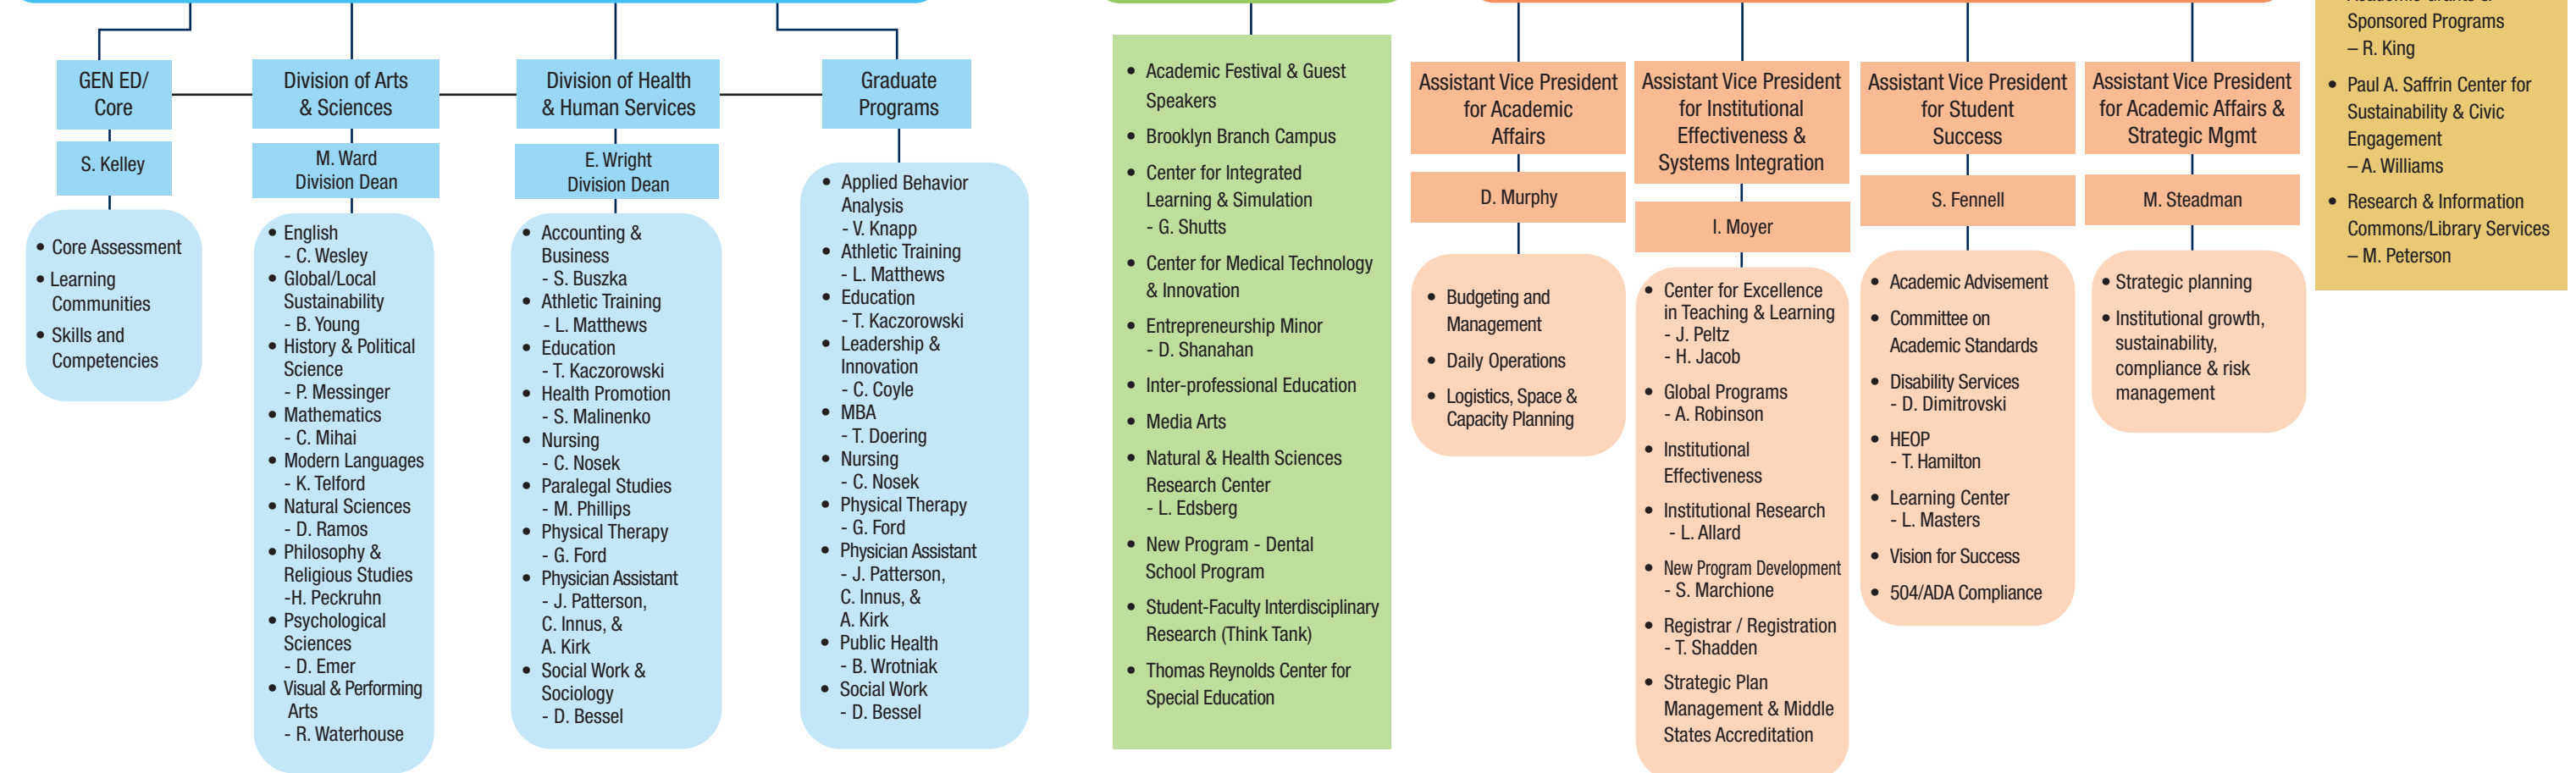 GEN ED/
Core
S. Kelley
• Core Assessment
• Learning
Communities
• Skills and
Competencies
Division of Arts
& Sciences
M. Ward
Division Dean
• English
- C. Wesley
• Global/Local
Sustainability
- B. Young
• History & Political
Science
- P. Messinger
• Mathematics
- C. Mihai
• Modern Languages
- K. Telford
• Natural Sciences
- D. Ramos
• Philosophy &
Religious Studies
-H. Peckruhn
• Psychological
Sciences
- D. Emer
• Visual & Performing
Arts
- R. Waterhouse
Division of Health
& Human Services
E. Wright
Division Dean
• Accounting &
Business
- S. Buszka
• Athletic Training
- L. Matthews
• Education
- T. Kaczorowski
• Health Promotion
- S. Malinenko
• Nursing
- C. Nosek
• Paralegal Studies
- M. Phillips
• Physical Therapy
- G. Ford
• Physician Assistant
- J. Patterson,
C. Innus, &
A. Kirk
• Social Work &
Sociology
- D. Bessel
Graduate
Programs
• Applied Behavior
Analysis
- V. Knapp
• Athletic Training
- L. Matthews
• Education
- T. Kaczorowski
• Leadership &
Innovation
- C. Coyle
• MBA
- T. Doering
• Nursing
- C. Nosek
• Physical Therapy
- G. Ford
• Physician Assistant
- J. Patterson,
C. Innus, &
A. Kirk
• Public Health
- B. Wrotniak
• Social Work
- D. Bessel
• Academic Festival & Guest
Speakers
• Brooklyn Branch Campus
• Center for Integrated
Learning & Simulation
- G. Shutts
• Center for Medical Technology
& Innovation
• Entrepreneurship Minor
- D. Shanahan
• Inter-professional Education
• Media Arts
• Natural & Health Sciences
Research Center
- L. Edsberg
• New Program - Dental
School Program
• Student-Faculty Interdisciplinary
Research (Think Tank)
• Thomas Reynolds Center for
Special Education
Assistant Vice President
for Academic
Affairs
D. Murphy
• Budgeting and
Management
• Daily Operations
• Logistics, Space &
Capacity Planning
Assistant Vice President
for Institutional
Effectiveness &
Systems Integration
I. Moyer
• Center for Excellence
in Teaching & Learning
- J. Peltz
- H. Jacob
• Global Programs
- A. Robinson
• Institutional
Effectiveness
• Institutional Research
- L. Allard
• New Program Development
- S. Marchione
• Registrar / Registration
- T. Shadden
• Strategic Plan
Management & Middle
States Accreditation
Assistant Vice President
for Student
Success
S. Fennell
• Academic Advisement
• Committee on
Academic Standards
• Disability Services
- D. Dimitrovski
• HEOP
- T. Hamilton
• Learning Center
- L. Masters
• Vision for Success
• 504/ADA Compliance
Assistant Vice President
for Academic Affairs &
Strategic Mgmt
M. Steadman
• Strategic planning
• Institutional growth,
sustainability,
compliance & risk
management
Sponsored Programs
– R. King
• Paul A. Saffrin Center for
Sustainability & Civic
Engagement
– A. Williams
• Research & Information
Commons/Library Services
– M. Peterson